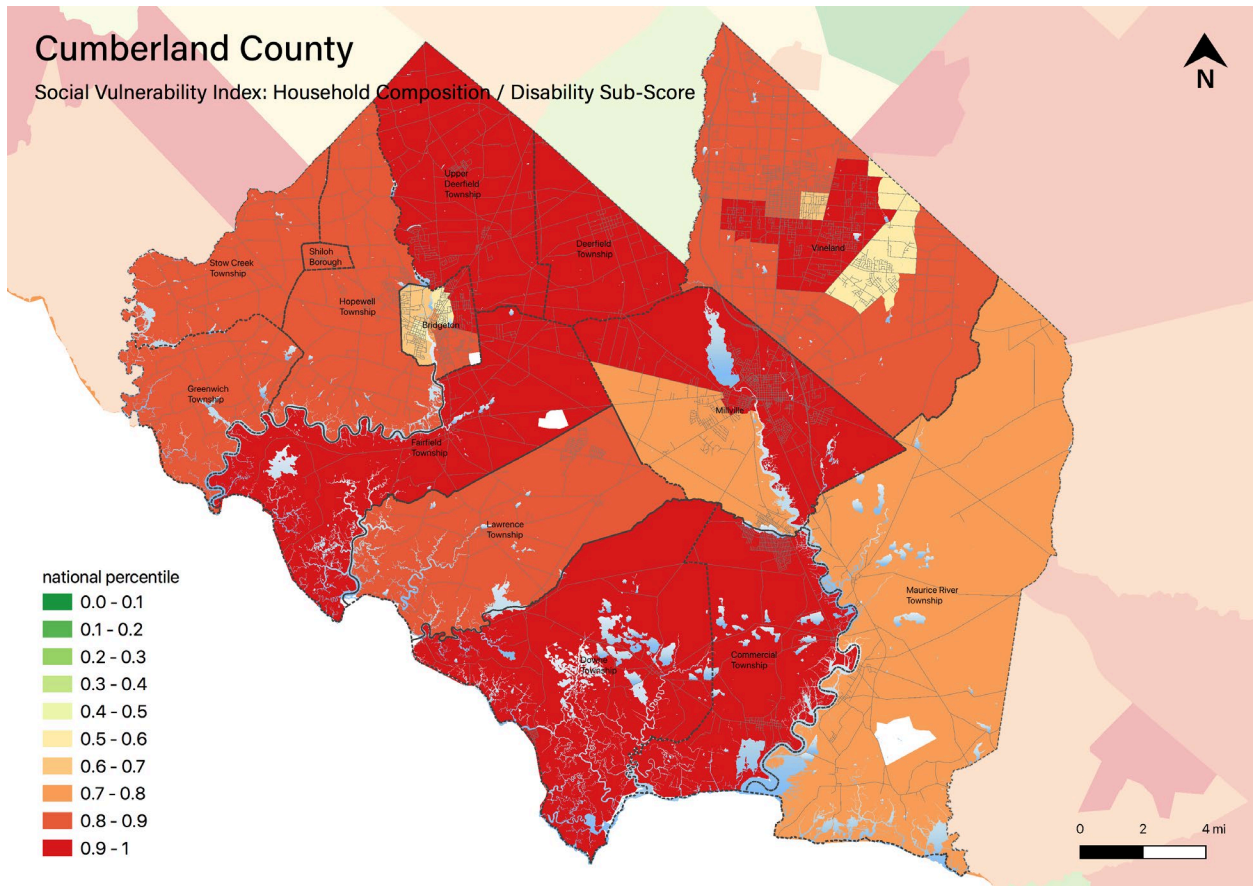 Cumberland County
Social Vulnerability Index: Household Composition / Disability Sub-Score
N
Upper
Deerfield
Township
Deerfield
Township
Vineland
Stow Creek
Township
Shiloh
Borough
Hopewell
Township
Bridgeton
Greenwich
Township
Millville
Fairfield
Township
Lawrence
Township
Maurice River
Township
Downe
Township
Commercial
Township
national percentile
0.0 - 0.1
0.1 - 0.2
0.2 - 0.3
0.3 - 0.4
0.4 - 0.5
0.5 - 0.6
0.6 - 0.7
0.7 - 0.8
0.8 - 0.9
0.9 - 1
0 2 4 mi